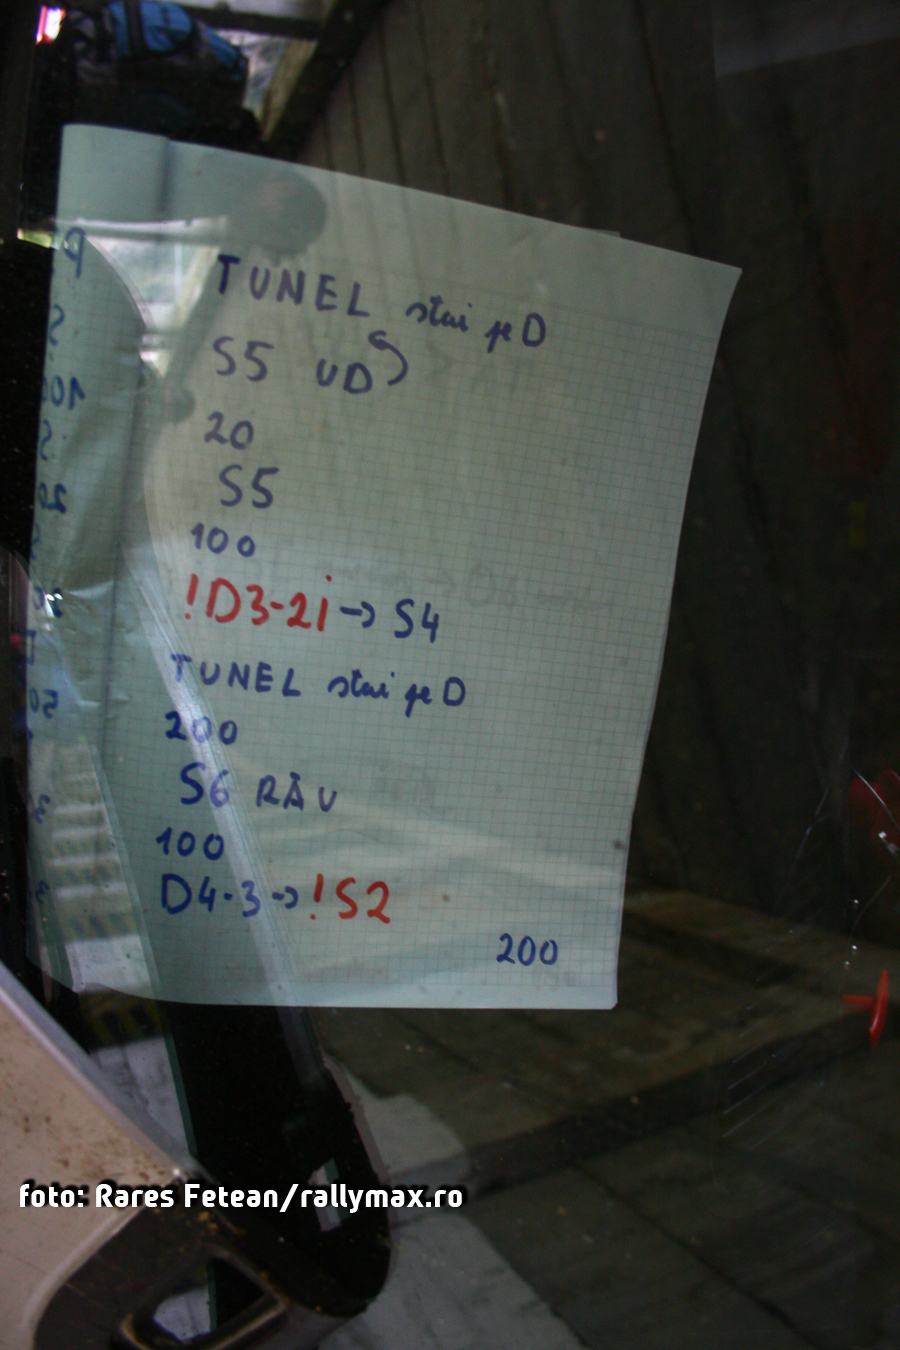 TUNEL stai pe D
S5 UD
20
S5
100
!D3-2i → S4
TUNEL stai pe D
200
S6 RĂU
100
D4-3 → !S2
200
foto: Rares Fetean/rallymax.ro